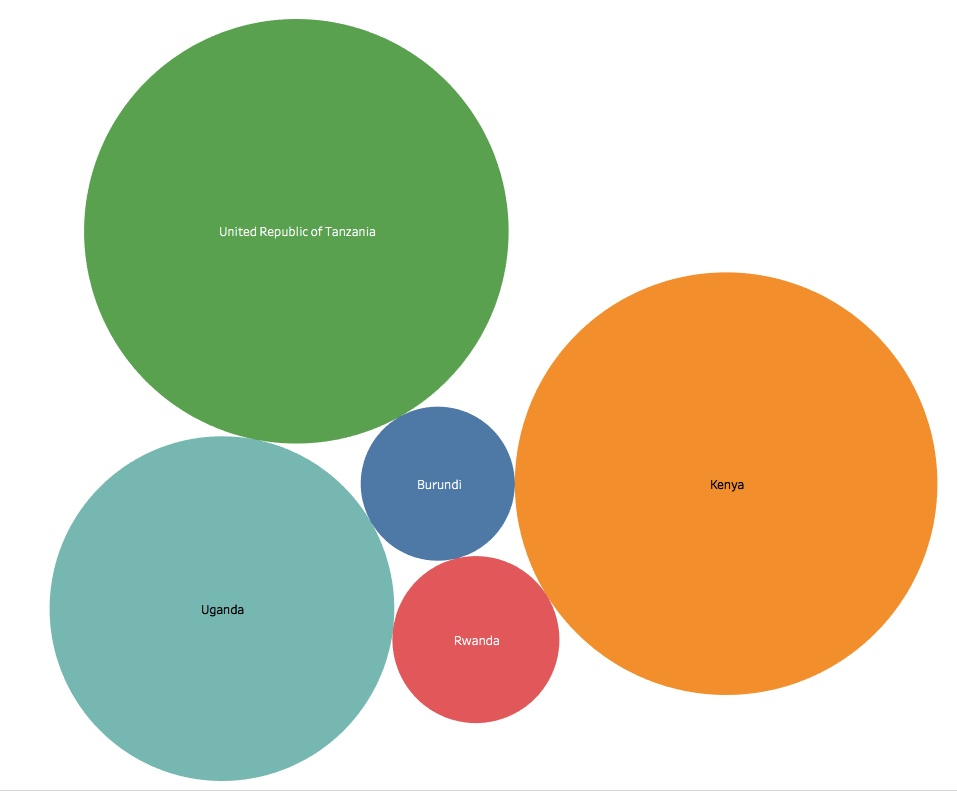 United Republic of Tanzania
Burundi
Kenya
Uganda
Rwanda